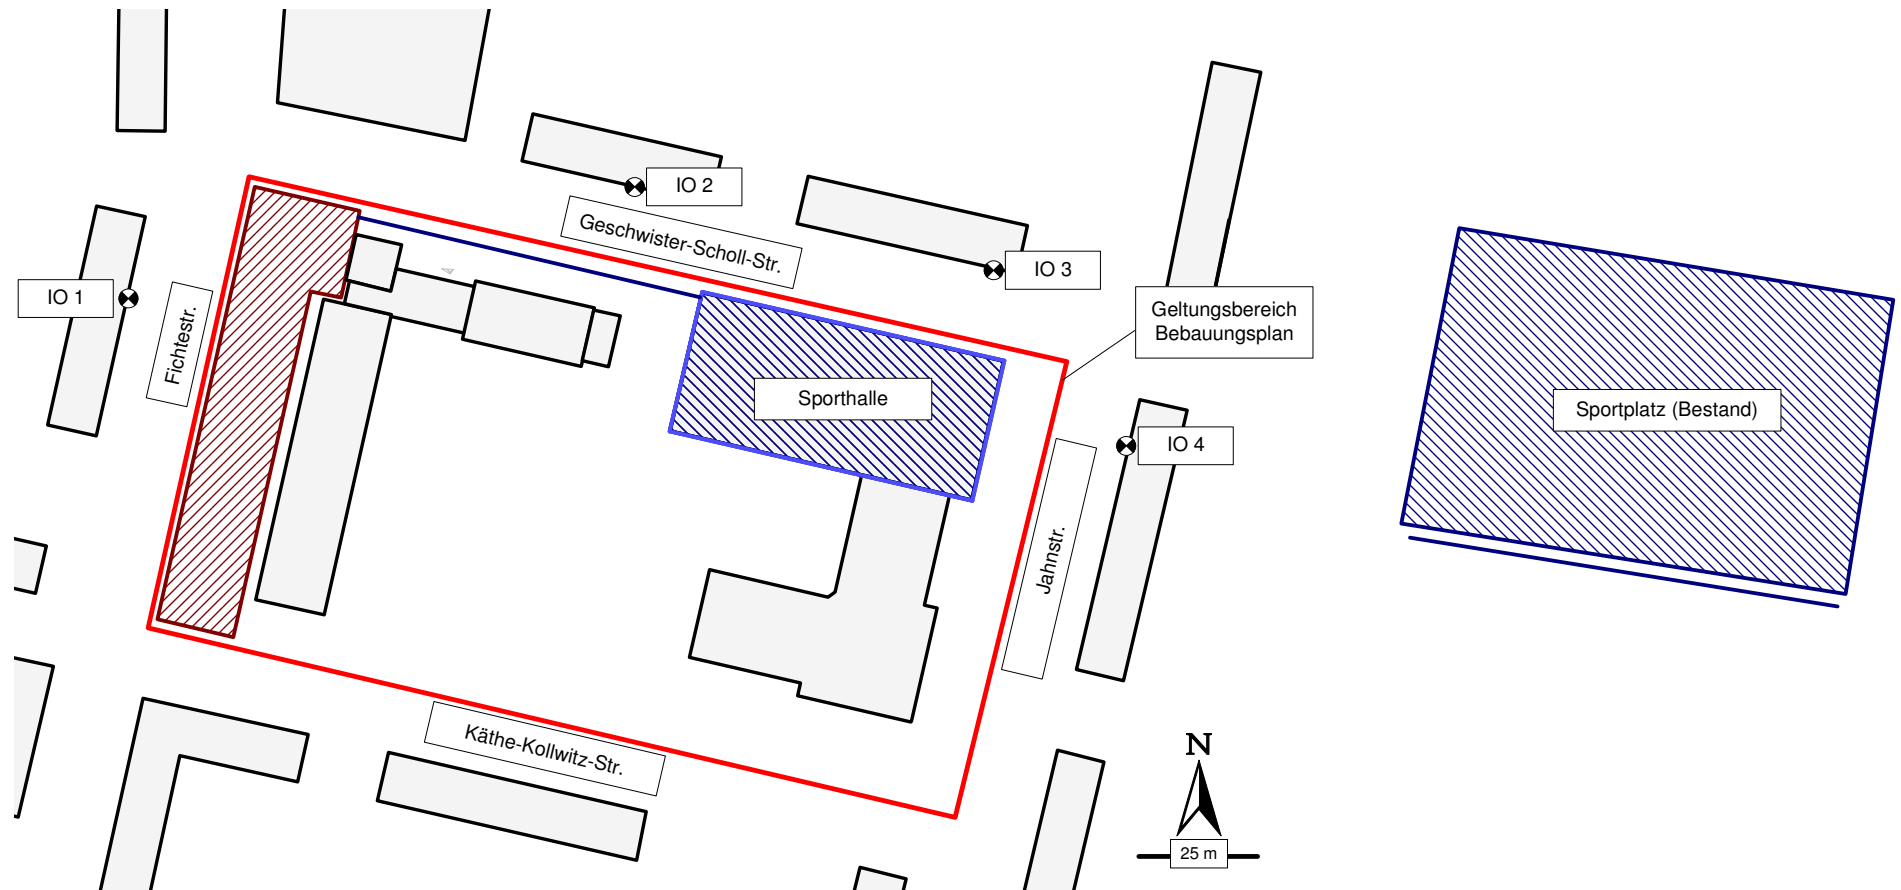 IO 2
Geschwister-Scholl-Str.
IO 3
IO 1
Fichtestr.
Geltungsbereich
Bebauungsplan
Sporthalle
Sportplatz (Bestand)
IO 4
Jahnstr.
Käthe-Kollwitz-Str.
N
25 m